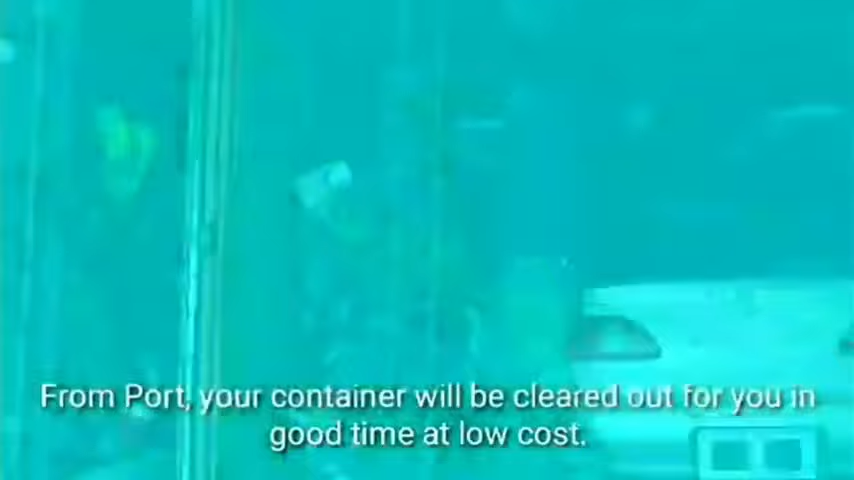 From Port, your container will be cleared out for you in
good time at low cost.